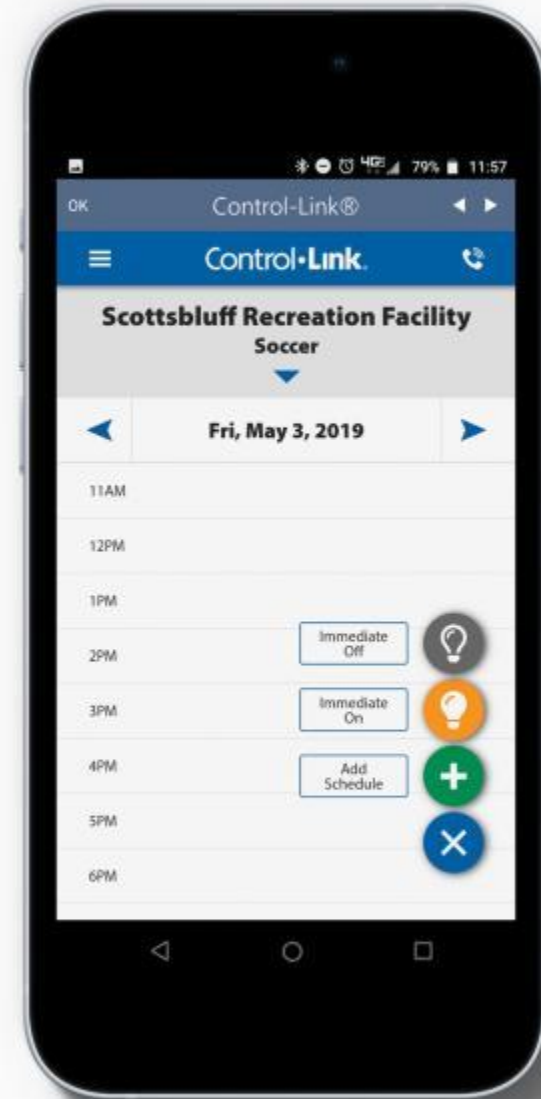 4GE 79% 11:57
OK Control-Link®
Control•Link.
Scottsbluff Recreation Facility
Soccer
Fri, May 3, 2019
11AM
12PM
1PM
Immediate
Off
2PM
Immediate
On
3PM
4PM
Add
Schedule
5PM
6PM